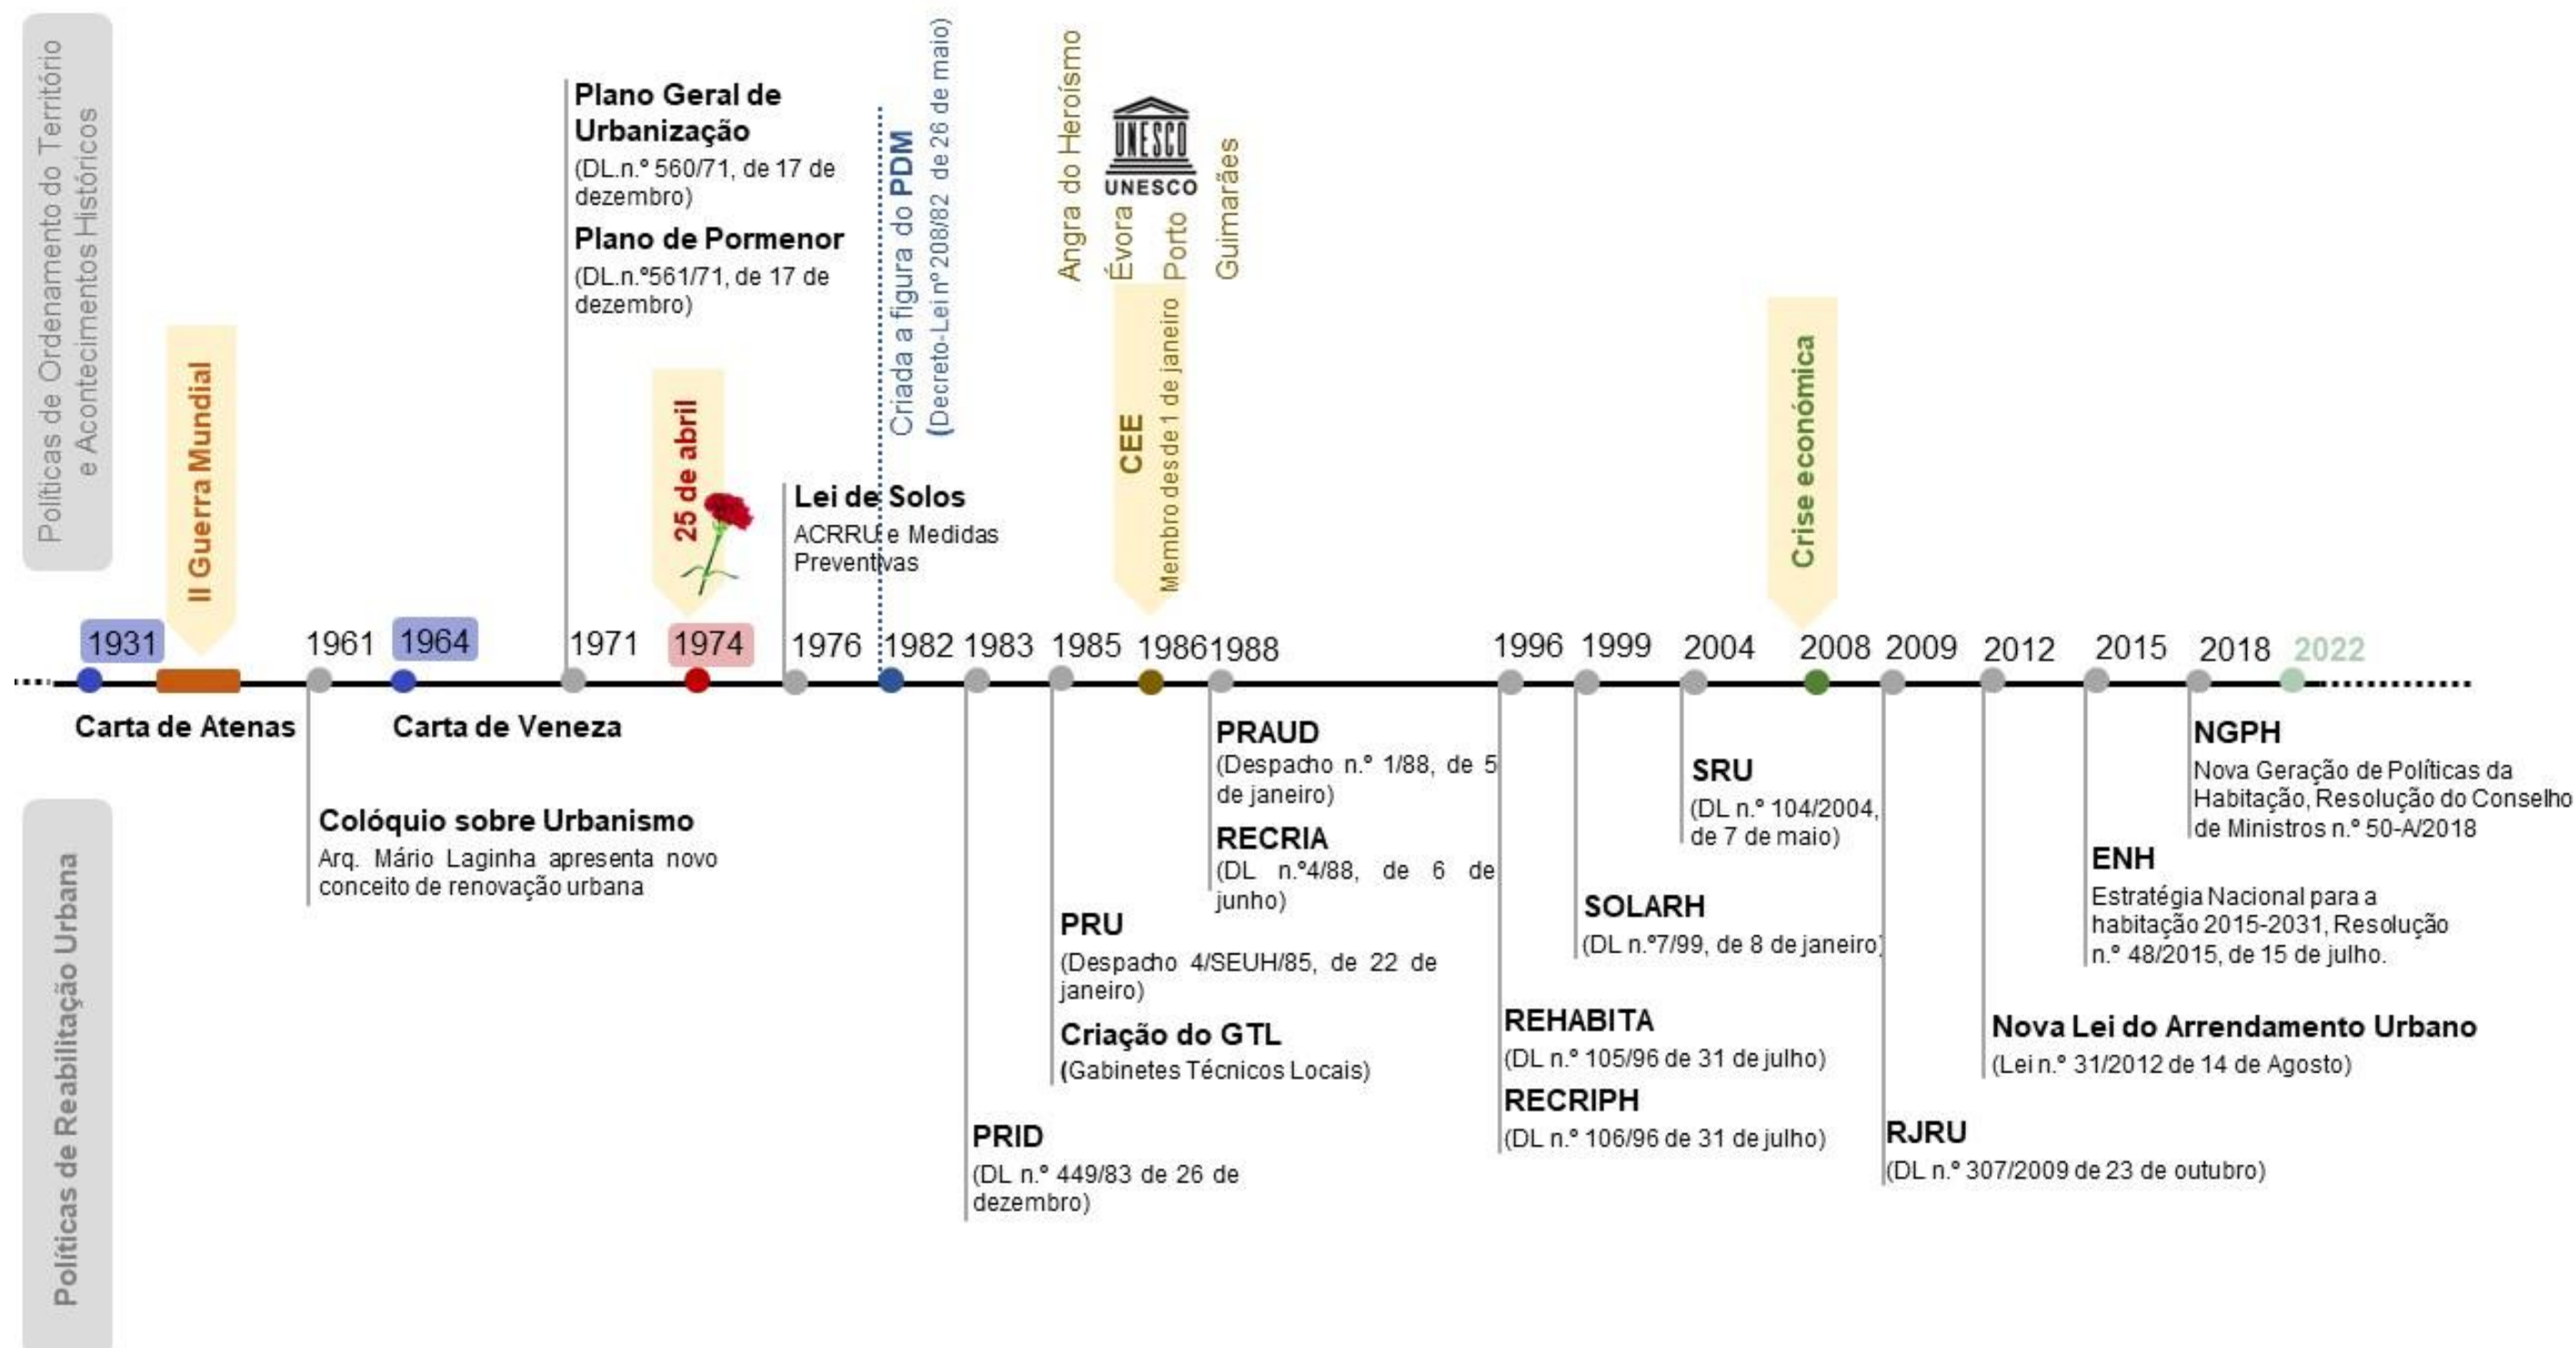 Políticas de Ordenamento do Território
e Acontecimentos Históricos
II Guerra Mundial
Plano Geral de
Urbanização
(DL.n.º 560/71, de 17 de
dezembro)
Plano de Pormenor
(DL.n.º561/71, de 17 de
dezembro)
25 de abril
Lei de Solos
ACRRU e Medidas
Preventivas
Criada a figura do PDM
(Decreto-Lei nº 208/82 de 26 de maio)
Angra do Heroísmo
Évora
UNESCO
UNESCO
Porto
Guimarães
CEE
Membro desde 1 de janeiro
Crise económica
1931
1961
1964
1971
1974
1976
1982
1983
1985
1986
1988
1996
1999
2004
2008
2009
2012
2015
2018
2022
Políticas de Reabilitação Urbana
Carta de Atenas
Colóquio sobre Urbanismo
Arq. Mário Laginha apresenta novo
conceito de renovação urbana
Carta de Veneza
PRID
(DL n.º 449/83 de 26 de
dezembro)
PRU
(Despacho 4/SEUH/85, de 22 de
janeiro)
Criação do GTL
(Gabinetes Técnicos Locais)
PRAUD
(Despacho n.º 1/88, de 5
de janeiro)
RECRIA
(DL n.º4/88, de 6 de
junho)
REHABITA
(DL n.º 105/96 de 31 de julho)
RECRIPH
(DL n.º 106/96 de 31 de julho)
SOLARH
(DL n.º7/99, de 8 de janeiro)
SRU
(DL n.º 104/2004,
de 7 de maio)
RJRU
(DL n.º 307/2009 de 23 de outubro)
Nova Lei do Arrendamento Urbano
(Lei n.º 31/2012 de 14 de Agosto)
ENH
Estratégia Nacional para a
habitação 2015-2031, Resolução
n.º 48/2015, de 15 de julho.
NGPH
Nova Geração de Políticas da
Habitação, Resolução do Conselho
de Ministros n.º 50-A/2018